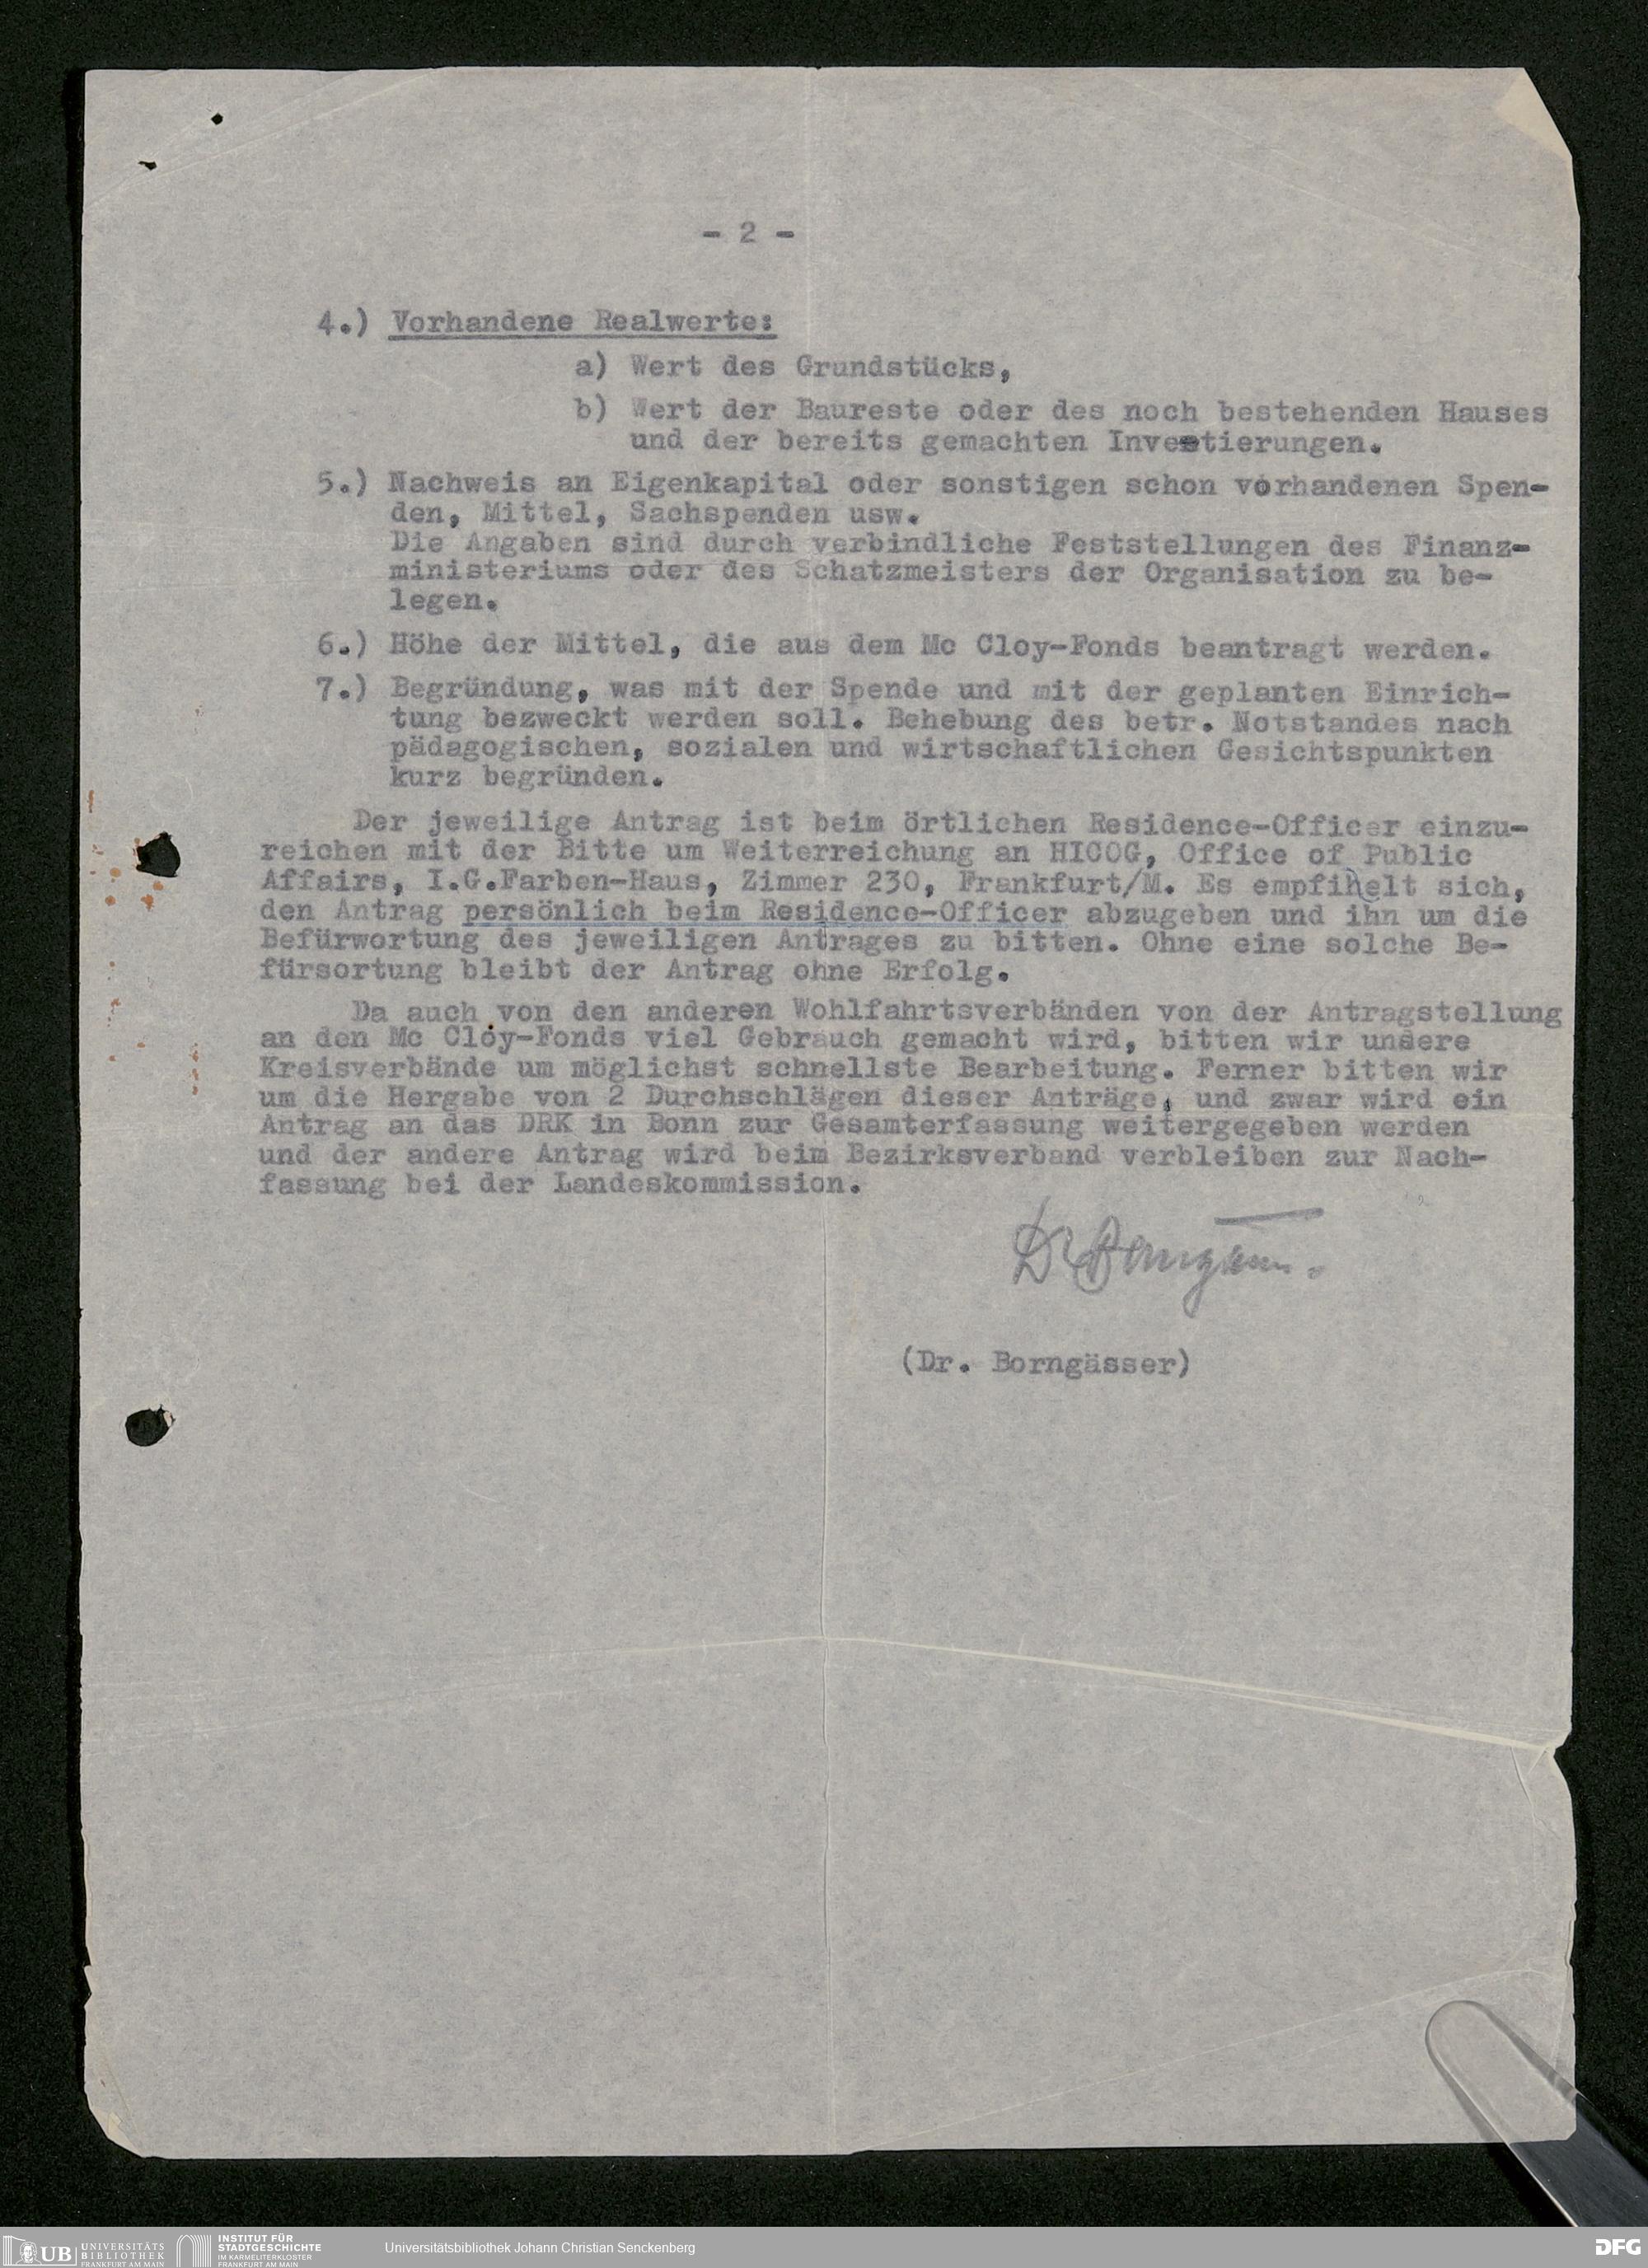 - 2 -
4.) Vorhandene Realwerte:
a) Wert des Grundstücks,
b) Wert der Baureste oder des noch bestehenden Hauses
und der bereits gemachten Investierungen.
5.) Nachweis an Eigenkapital oder sonstigen schon vorhandenen Spen-
den, Mittel, Sachspenden usw.
Die Angaben sind durch verbindliche Feststellungen des Finanz-
ministeriums oder des Schatzmeisters der Organisation zu be-
legen.
6.) Höhe der Mittel, die aus dem Mc Cloy-Fonds beantragt werden.
7.) Begründung, was mit der Spende und mit der geplanten Einrich-
tung bezweckt werden soll. Behebung des betr. Notstandes nach
pädagogischen, sozialen und wirtschaftlichen Gesichtspunkten
kurz begründen.
Der jeweilige Antrag ist beim örtlichen Residence-Officer einzu-
reichen mit der Bitte um Weiterreichung an HICOG, Office of Public
Affairs, I.G.Farben-Haus, Zimmer 230, Frankfurt/M. Es empfihelt sich,
den Antrag persönlich beim Residence-Officer abzugeben und ihn um die
Befürwortung des jeweiligen Antrages zu bitten. Ohne eine solche Be-
fürsortung bleibt der Antrag ohne Erfolg.
Da auch von den anderen Wohlfahrtsverbänden von der Antragstellung
an den Mc Cloy-Fonds viel Gebrauch gemacht wird, bitten wir unsere
Kreisverbände um möglichst schnellste Bearbeitung. Ferner bitten wir
um die Hergabe von 2 Durchschlägen dieser Anträge, und zwar wird ein
Antrag an das DRK in Bonn zur Gesamterfassung weitergegeben werden
und der andere Antrag wird beim Bezirksverband verbleiben zur Nach-
fassung bei der Landeskommission.
(Dr. Borngässer)
UB UNIVERSITÄTS
BIBLIOTHEK
FRANKFURT AM MAIN
INSTITUT FÜR
STADTGESCHICHTE
IM KARMELITERKLOSTER
FRANKFURT AM MAIN
Universitätsbibliothek Johann Christian Senckenberg
DFG